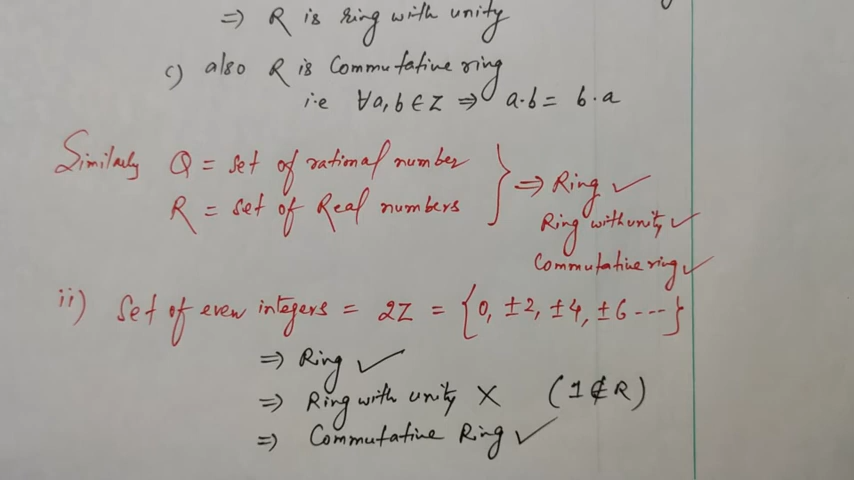 ⇒ R is ring with unity
c) also R is Commutative ring
i.e ∀a, b ∈ Z ⇒ a·b = b·a
Similarly Q = set of rational number
R = set of Real numbers
⇒ Ring ✓
Ring with unity ✓
Commutative ring ✓
ii) Set of even integers = 2Z = {0, ±2, ±4, ±6 ---}
⇒ Ring ✓
⇒ Ring with unity ✗ (1 ∉ R)
⇒ Commutative Ring ✓